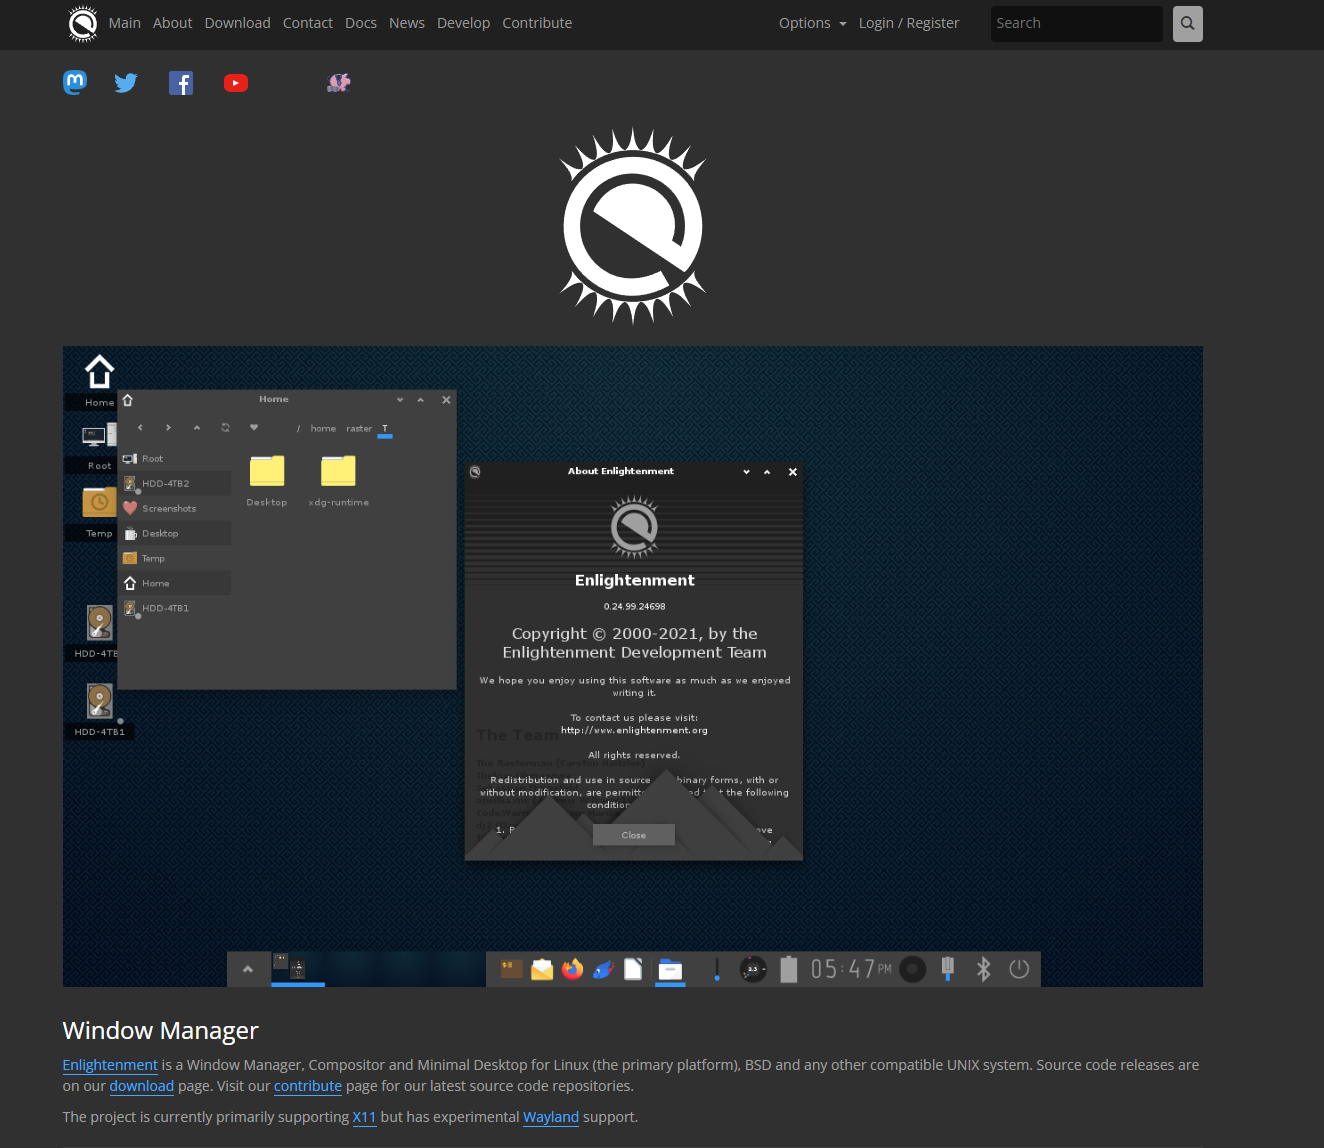 Main About Download Contact Docs News Develop Contribute Options Login / Register Search
Home
Home
/ home raster T
Root
Root
HDD-4TB2
Desktop xdg-runtime
Screenshots
Temp
Desktop
Temp
Home
HDD-4TB1
HDD-4TB
HDD-4TB1
About Enlightenment
Enlightenment
0.24.99.24698
Copyright © 2000-2021, by the
Enlightenment Development Team
We hope you enjoy using this software as much as we enjoyed
writing it.
To contact us please visit:
http://www.enlightenment.org
The Team
All rights reserved.
Redistribution and use in source binary forms, with or
without modification, are permitt the following
condition
1. R
Close
05:47PM
Window Manager
Enlightenment is a Window Manager, Compositor and Minimal Desktop for Linux (the primary platform), BSD and any other compatible UNIX system. Source code releases are
on our download page. Visit our contribute page for our latest source code repositories.
The project is currently primarily supporting X11 but has experimental Wayland support.